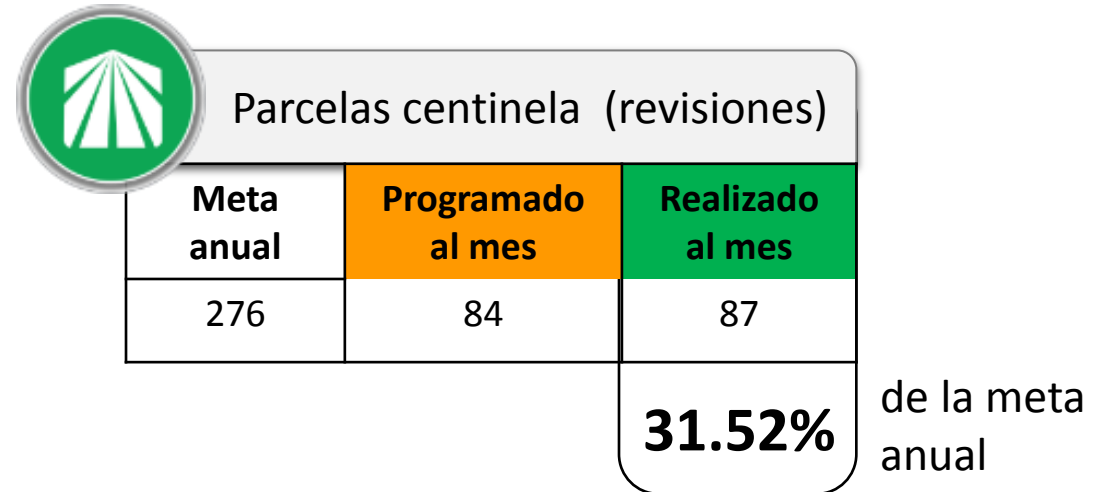 Parcelas centinela (revisiones)
Meta anual
Programado al mes
Realizado al mes
276
84
87
31.52%
de la meta
anual